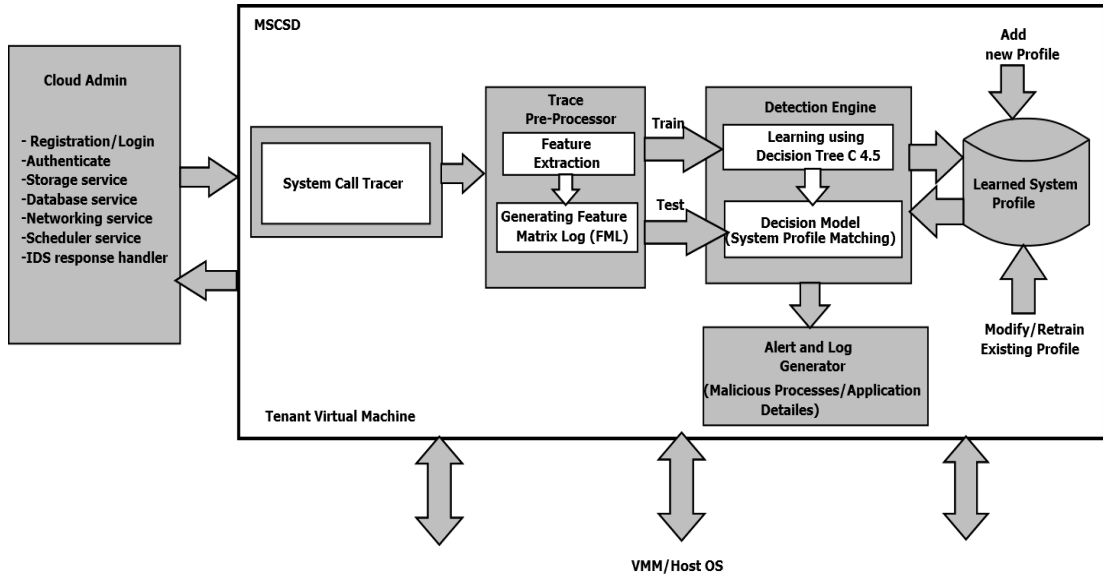 MSCSD
Cloud Admin
- Registration/Login
-Authenticate
-Storage service
-Database service
-Networking service
-Scheduler service
-IDS response handler
System Call Tracer
Trace
Pre-Processor
Feature
Extraction
Generating Feature
Matrix Log (FML)
Train
Test
Detection Engine
Learning using
Decision Tree C 4.5
Decision Model
(System Profile Matching)
Add
new Profile
Learned System
Profile
Modify/Retrain
Existing Profile
Alert and Log
Generator
(Malicious Processes/Application
Detailes)
Tenant Virtual Machine
VMM/Host OS